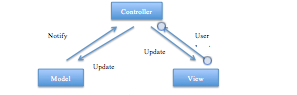 Controller
Notify
User
Update
Update
Model
View